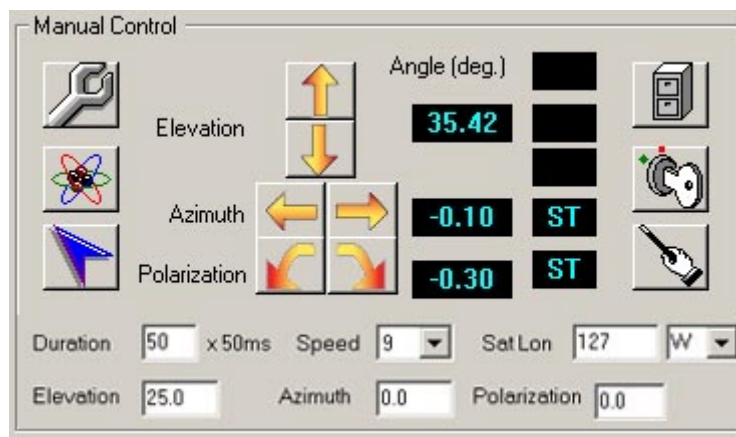 Manual Control
Angle (deg.)
Elevation 35.42
Azimuth -0.10 ST
Polarization -0.30 ST
Duration 50 x 50ms Speed 9 Sat Lon 127 W
Elevation 25.0 Azimuth 0.0 Polarization 0.0